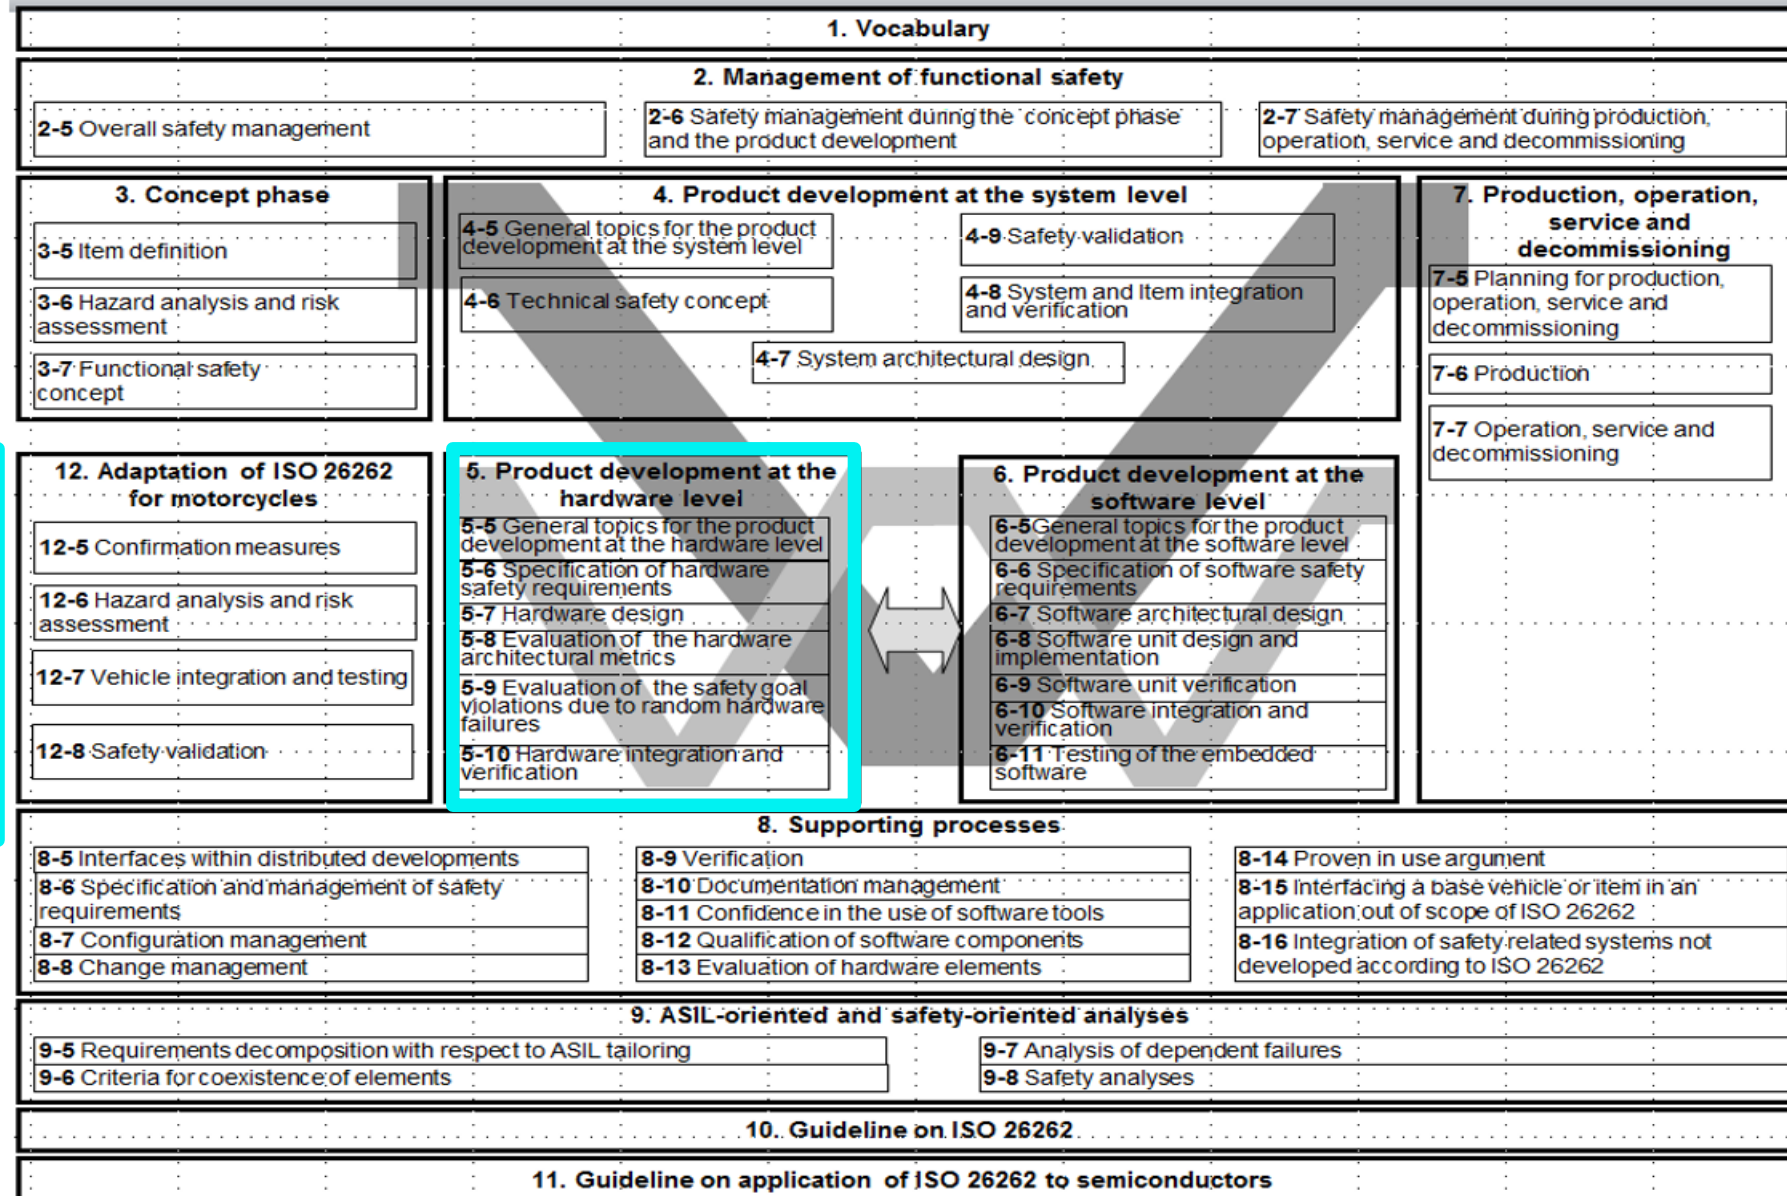 1. Vocabulary
2. Management of functional safety
2-5 Overall safety management
2-6 Safety management during the concept phase
and the product development
2-7 Safety management during production,
operation, service and decommissioning
3. Concept phase
3-5 Item definition
3-6 Hazard analysis and risk
assessment
3-7 Functional safety
concept
4. Product development at the system level
4-5 General topics for the product
development at the system level
4-6 Technical safety concept
4-7 System architectural design
4-9 Safety validation
4-8 System and Item integration
and verification
7. Production, operation,
service and
decommissioning
7-5 Planning for production,
operation, service and
decommissioning
7-6 Production
7-7 Operation, service and
decommissioning
12. Adaptation of ISO 26262
for motorcycles
12-5 Confirmation measures
12-6 Hazard analysis and risk
assessment
12-7 Vehicle integration and testing
12-8 Safety validation
5. Product development at the
hardware level
5-5 General topics for the product
development at the hardware level
5-6 Specification of hardware
safety requirements
5-7 Hardware design
5-8 Evaluation of the hardware
architectural metrics
5-9 Evaluation of the safety goal
violations due to random hardware
failures
5-10 Hardware integration and
verification
6. Product development at the
software level
6-5General topics for the product
development at the software level
6-6 Specification of software safety
requirements
6-7 Software architectural design
6-8 Software unit design and
implementation
6-9 Software unit verification
6-10 Software integration and
verification
6-11 Testing of the embedded
software
8. Supporting processes
8-5 Interfaces within distributed developments
8-6 Specification and management of safety
requirements
8-7 Configuration management
8-8 Change management
8-9 Verification
8-10 Documentation management
8-11 Confidence in the use of software tools
8-12 Qualification of software components
8-13 Evaluation of hardware elements
8-14 Proven in use argument
8-15 Interfacing a base vehicle or item in an
application out of scope of ISO 26262
8-16 Integration of safety related systems not
developed according to ISO 26262
9. ASIL-oriented and safety-oriented analyses
9-5 Requirements decomposition with respect to ASIL tailoring
9-6 Criteria for coexistence of elements
9-7 Analysis of dependent failures
9-8 Safety analyses
10. Guideline on ISO 26262
11. Guideline on application of ISO 26262 to semiconductors